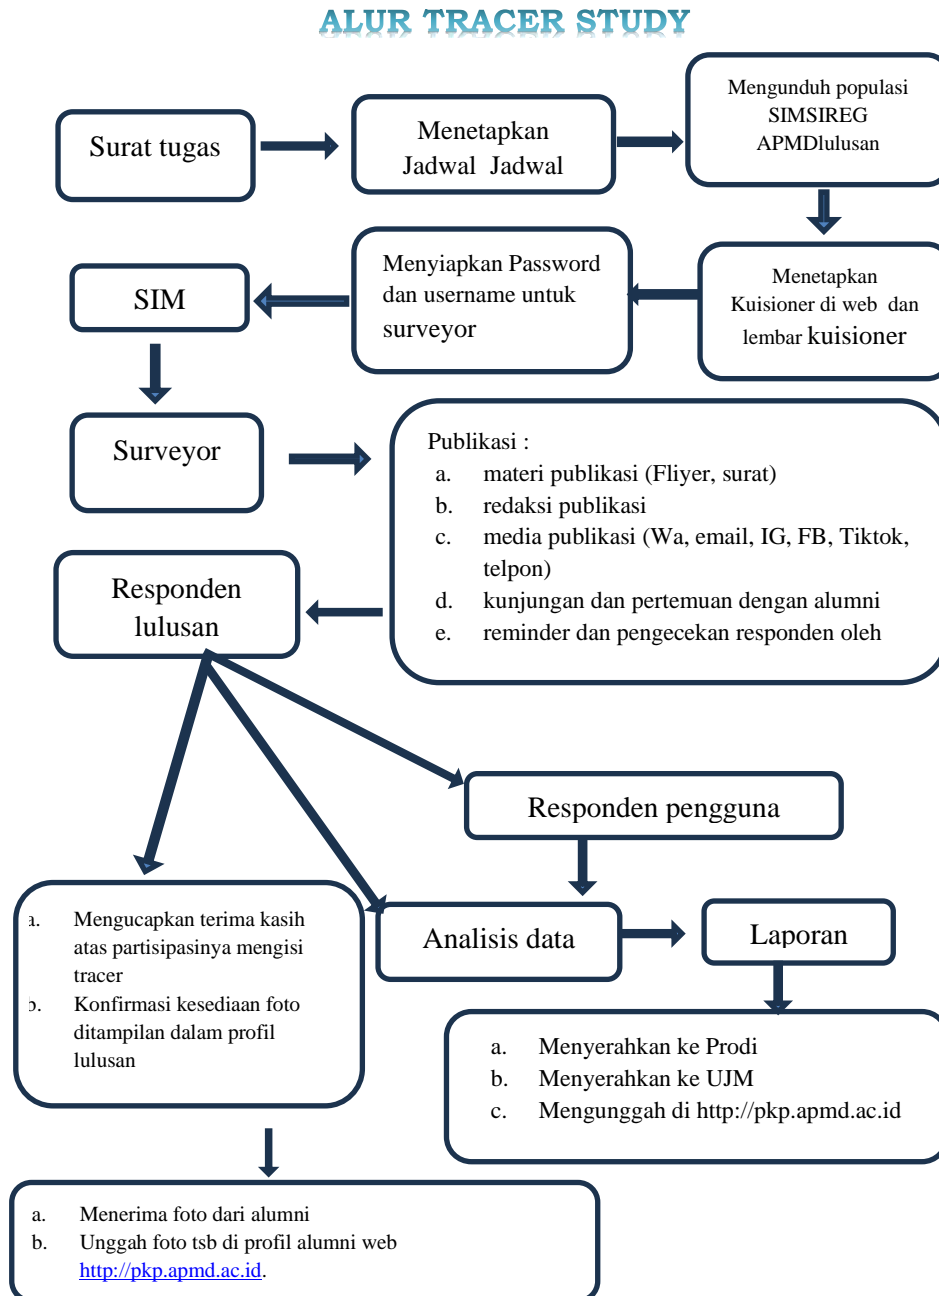 ALUR TRACER STUDY
Surat tugas
Menetapkan
Jadwal Jadwal
Mengunduh populasi
SIMSIREG
APMDlulusan
Menetapkan
Kuisioner di web dan
lembar kuisioner
Menyiapkan Password
dan username untuk
surveyor
SIM
Surveyor
Publikasi :
a. materi publikasi (Fliyer, surat)
b. redaksi publikasi
c. media publikasi (Wa, email, IG, FB, Tiktok,
telpon)
d. kunjungan dan pertemuan dengan alumni
e. reminder dan pengecekan responden oleh
Responden
lulusan
Responden pengguna
a. Mengucapkan terima kasih
atas partisipasinya mengisi
tracer
b. Konfirmasi kesediaan foto
ditampilan dalam profil
lulusan
Analisis data
Laporan
a. Menyerahkan ke Prodi
b. Menyerahkan ke UJM
c. Mengunggah di http://pkp.apmd.ac.id
a. Menerima foto dari alumni
b. Unggah foto tsb di profil alumni web
http://pkp.apmd.ac.id.